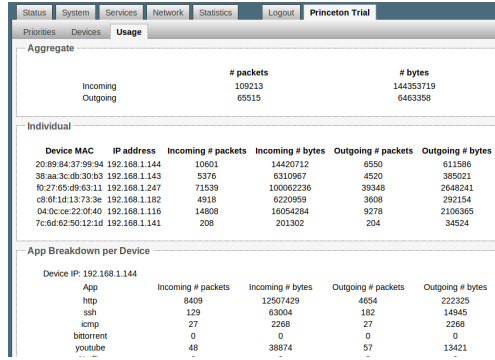 Status System Services Network Statistics Logout Princeton Trial
Priorities Devices Usage
Aggregate
# packets # bytes
Incoming 109213 144353719
Outgoing 65515 6463358
Individual
Device MAC IP address Incoming # packets Incoming # bytes Outgoing # packets Outgoing # bytes
20:89:84:37:99:94 192.168.1.144 10601 14420712 6550 611586
38:aa:3c:db:30:b3 192.168.1.143 5376 6310967 4520 385021
f0:27:65:d9:63:11 192.168.1.247 71539 100062236 39348 2648241
c8:6f:1d:13:73:3e 192.168.1.182 4918 6220959 3608 292154
04:0c:ce:22:0f:40 192.168.1.116 14808 16054284 9278 2106365
7c:6d:62:50:12:1d 192.168.1.141 208 201302 204 34524
App Breakdown per Device
Device IP: 192.168.1.144
App Incoming # packets Incoming # bytes Outgoing # packets Outgoing # bytes
http 8409 12507429 4654 222325
ssh 129 63004 182 14945
icmp 27 2268 27 2268
bittorrent 0 0 0 0
youtube 48 38874 57 13421